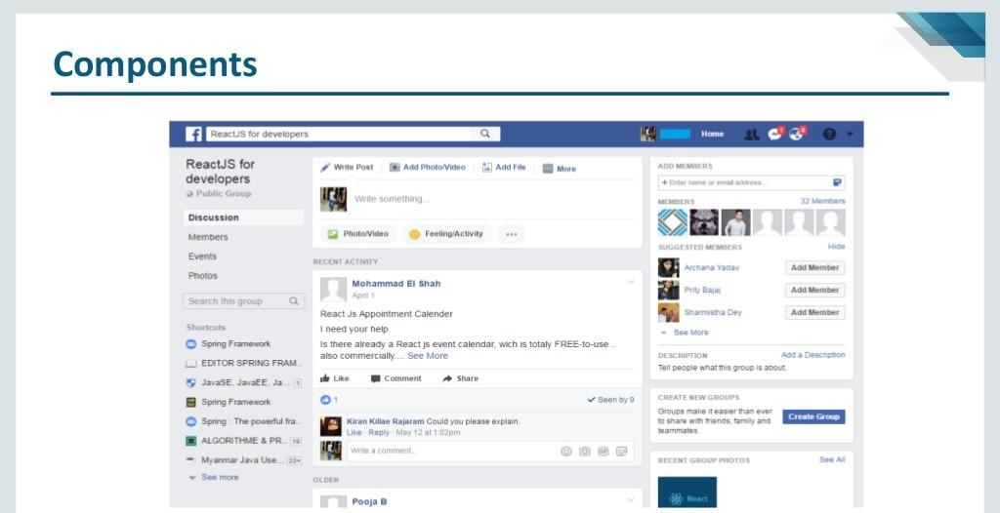 Components
ReactJS for developers
Home
ReactJS for
developers
Public Group
Discussion
Members
Events
Photos
Search this group
Shortcuts
Spring Framework
EDITOR SPRING FRAM..
JavaSE, JavaEE, Ja... 1
Spring Framework
Spring : The powerful fra..
ALGORITHME & PR.. 19
Myanmar Java Use... 20+
See more
Write Post
Add Photo/Video
Add File
More
Write something...
Photo/Video
Feeling/Activity
RECENT ACTIVITY
Mohammad El Shah
April 1
React Js Appointment Calender
I need your help.
Is there already a React js event calendar, wich is totaly FREE-to-use ..
also commercially.... See More
Like Comment Share
1
Seen by 9
Kiran Killae Rajaram Could you please explain.
Like · Reply · May 12 at 1:02pm
Write a comment...
OLDER
Pooja B
ADD MEMBERS
+ Enter name or email address...
MEMBERS 32 Members
SUGGESTED MEMBERS Hide
Archana Yadav Add Member
Prity Bajaj Add Member
Sharmistha Dey Add Member
See More
DESCRIPTION Add a Description
Tell people what this group is about.
CREATE NEW GROUPS
Groups make it easier than ever
to share with friends, family and
teammates.
Create Group
RECENT GROUP PHOTOS See All
React